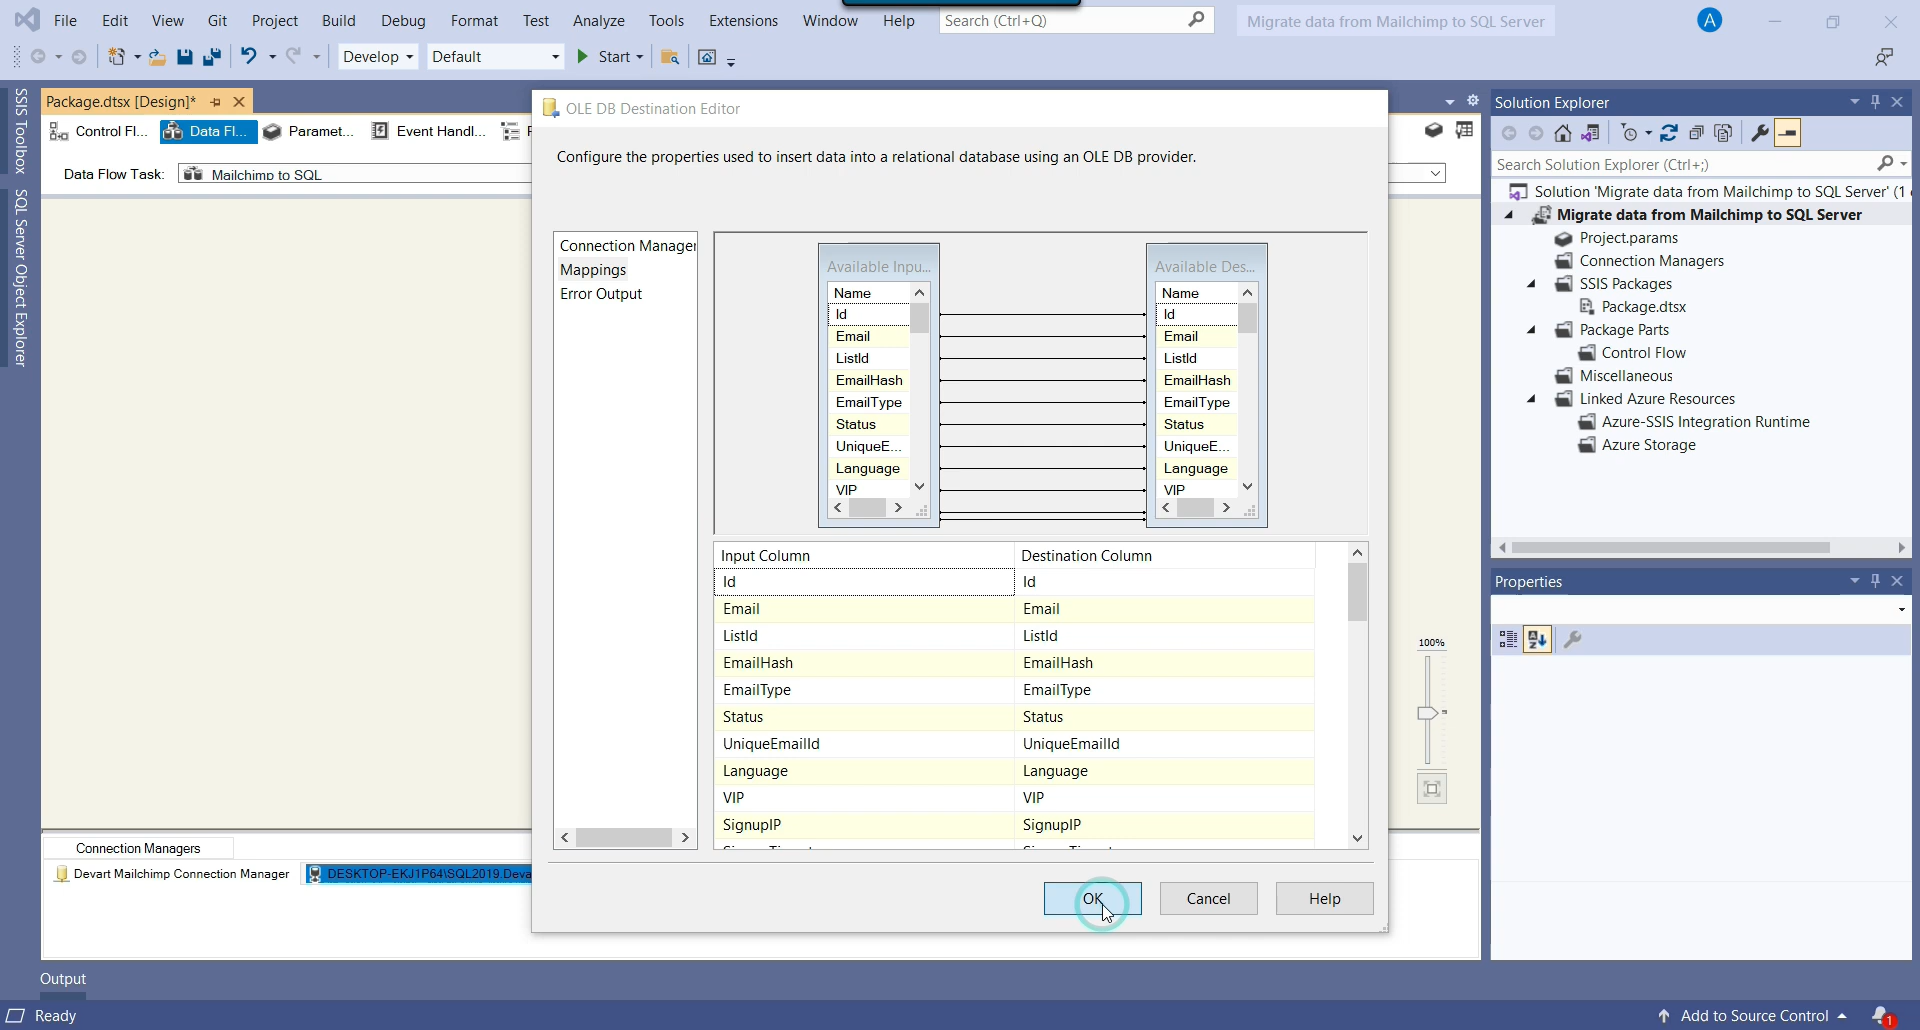 File Edit View Git Project Build Debug Format Test Analyze Tools Extensions Window Help Search (Ctrl+Q) Migrate data from Mailchimp to SQL Server A
Develop Default Start
SSIS Toolbox
SQL Server Object Explorer
Package.dtsx [Design]*
Control Fl... Data Fl... Paramet... Event Handl...
Data Flow Task: Mailchimp to SQL
OLE DB Destination Editor
Configure the properties used to insert data into a relational database using an OLE DB provider.
Connection Manager
Mappings
Error Output
Available Inpu...
Name
Id
Email
ListId
EmailHash
EmailType
Status
UniqueE...
Language
VIP
Available Des...
Name
Id
Email
ListId
EmailHash
EmailType
Status
UniqueE...
Language
VIP
Input Column Destination Column
Id Id
Email Email
ListId ListId
EmailHash EmailHash
EmailType EmailType
Status Status
UniqueEmailId UniqueEmailId
Language Language
VIP VIP
SignupIP SignupIP
OK Cancel Help
100%
Connection Managers
Devart Mailchimp Connection Manager DESKTOP-EKJ1P64\SQL2019.Deva
Solution Explorer
Search Solution Explorer (Ctrl+;)
Solution 'Migrate data from Mailchimp to SQL Server' (1
Migrate data from Mailchimp to SQL Server
Project.params
Connection Managers
SSIS Packages
Package.dtsx
Package Parts
Control Flow
Miscellaneous
Linked Azure Resources
Azure-SSIS Integration Runtime
Azure Storage
Properties
Output
Ready Add to Source Control 1